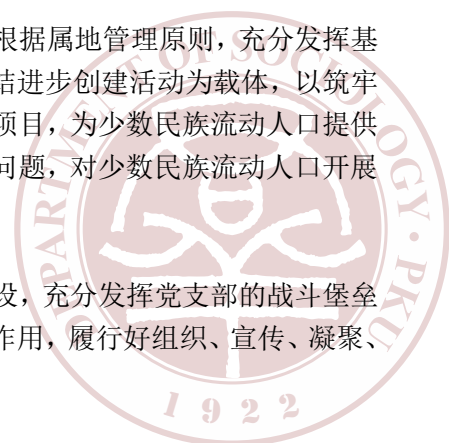 根据属地管理原则，充分发挥基
结进步创建活动为载体，以筑牢
项目，为少数民族流动人口提供
问题，对少数民族流动人口开展
设，充分发挥党支部的战斗堡垒
作用，履行好组织、宣传、凝聚、
DEPARTMENT OF SOCIOLOGY · PKU
1922